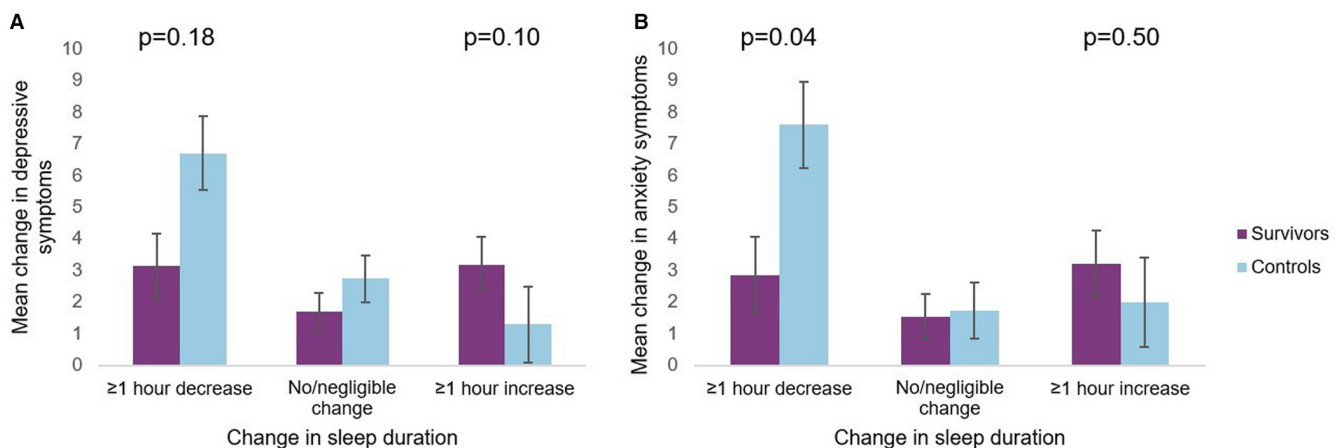 A
p=0.18
p=0.10
10
9
8
7
6
5
4
3
2
1
0
Mean change in depressive
symptoms
≥1 hour decrease
No/negligible
change
≥1 hour increase
Change in sleep duration
B
p=0.04
p=0.50
10
9
8
7
6
5
4
3
2
1
0
Mean change in anxiety symptoms
≥1 hour decrease
No/negligible
change
≥1 hour increase
Change in sleep duration
Survivors
Controls